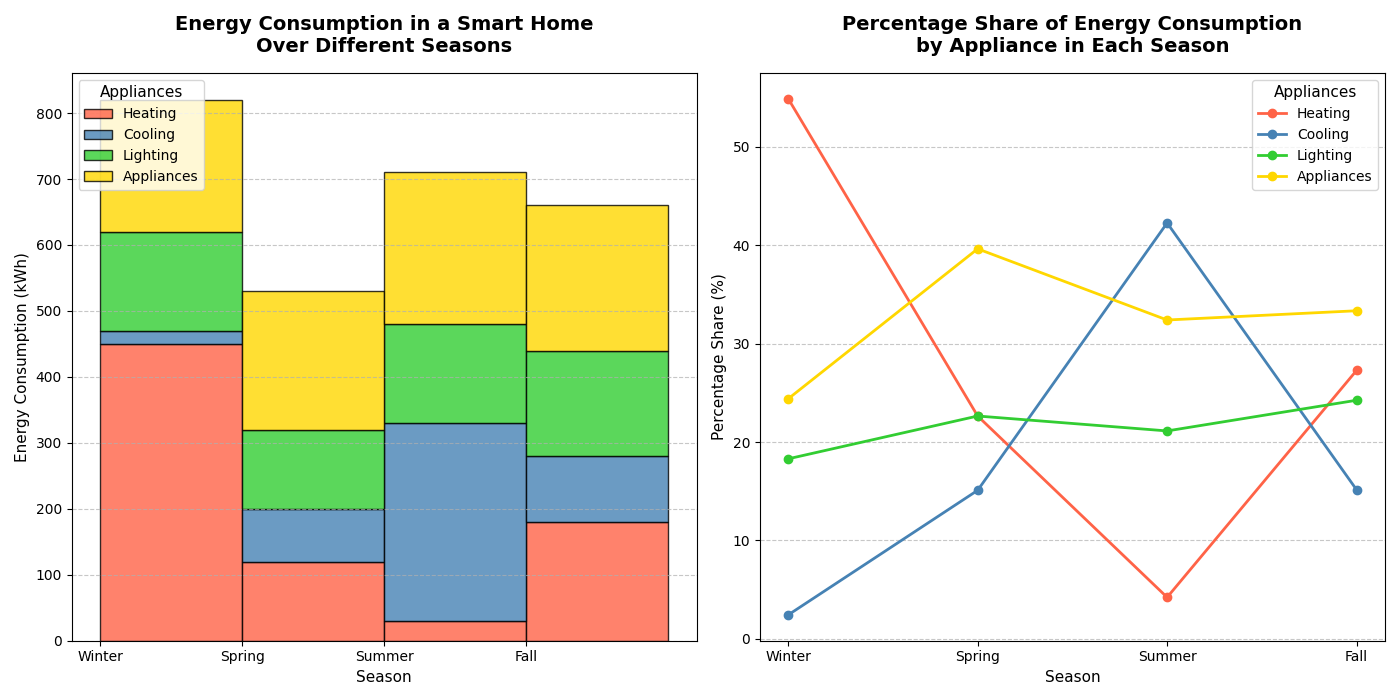 Energy Consumption in a Smart Home
Over Different Seasons
Energy Consumption (kWh)
800
700
600
500
400
300
200
100
0
Appliances
Heating
Cooling
Lighting
Appliances
Winter Spring Summer Fall
Season
Percentage Share of Energy Consumption
by Appliance in Each Season
Percentage Share (%)
50
40
30
20
10
0
Appliances
Heating
Cooling
Lighting
Appliances
Winter Spring Summer Fall
Season